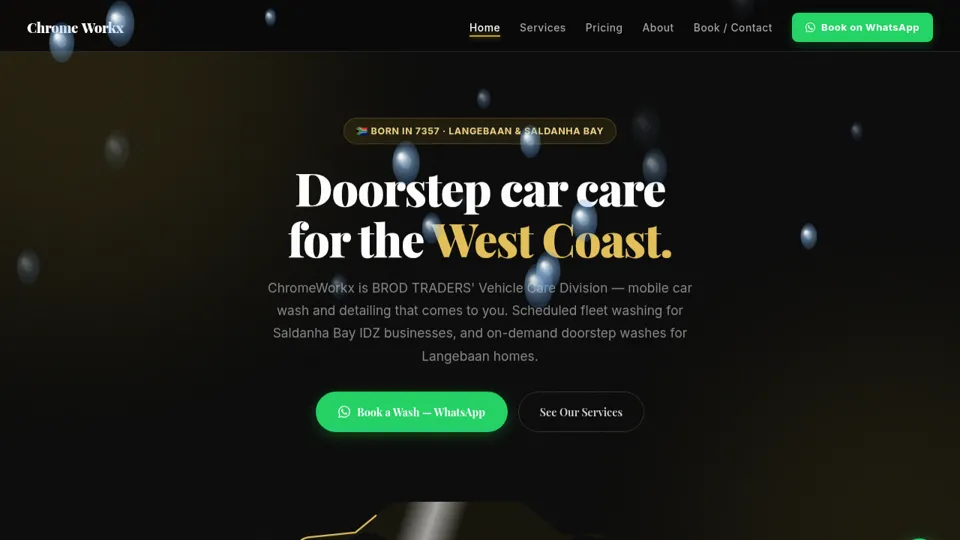 Chrome Workx
Home Services Pricing About Book / Contact Book on WhatsApp
🇿🇦 BORN IN 7357 · LANGEBAAN & SALDANHA BAY
Doorstep car care
for the West Coast.
ChromeWorkx is BROD TRADERS' Vehicle Care Division — mobile car
wash and detailing that comes to you. Scheduled fleet washing for
Saldanha Bay IDZ businesses, and on-demand doorstep washes for
Langebaan homes.
Book a Wash — WhatsApp See Our Services